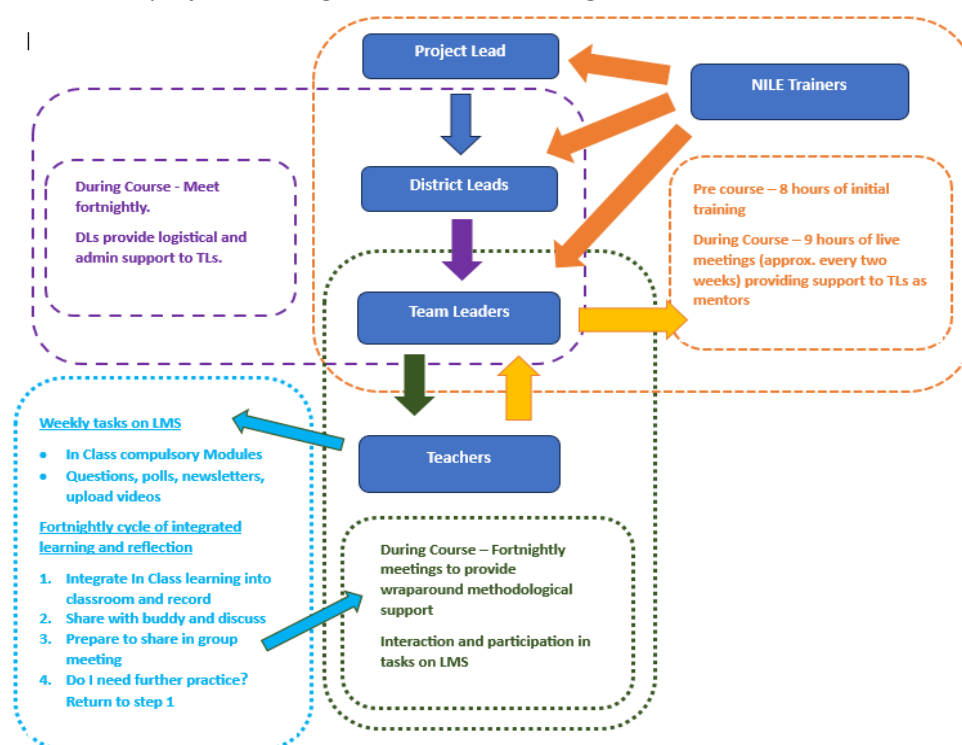 Project Lead
NILE Trainers
District Leads
During Course - Meet
fortnightly.
DLs provide logistical and
admin support to TLs.
Pre course – 8 hours of initial
training
During Course – 9 hours of live
meetings (approx. every two
weeks) providing support to TLs as
mentors
Team Leaders
Teachers
Weekly tasks on LMS
• In Class compulsory Modules
• Questions, polls, newsletters,
upload videos
Fortnightly cycle of integrated
learning and reflection
1. Integrate In Class learning into
classroom and record
2. Share with buddy and discuss
3. Prepare to share in group
meeting
4. Do I need further practice?
Return to step 1
During Course – Fortnightly
meetings to provide
wraparound methodological
support
Interaction and participation in
tasks on LMS